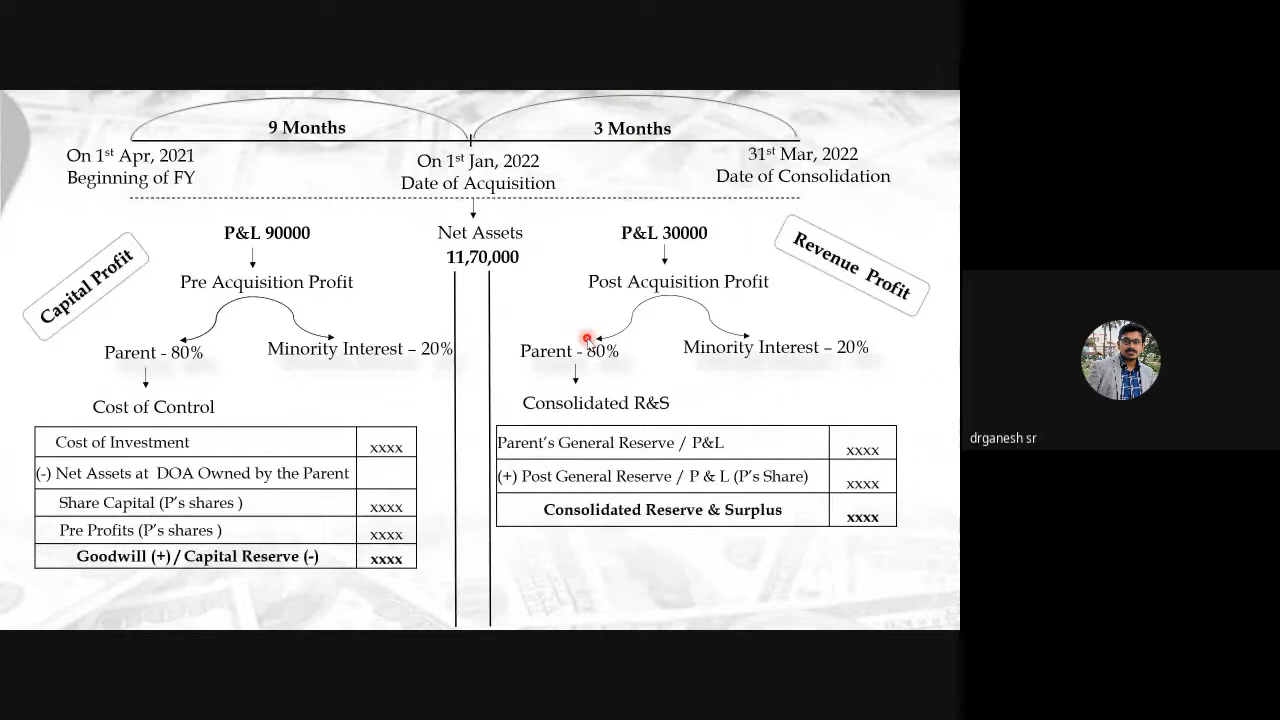 9 Months
3 Months
On 1st Apr, 2021
Beginning of FY
On 1st Jan, 2022
Date of Acquisition
31st Mar, 2022
Date of Consolidation
Capital Profit
P&L 90000
Pre Acquisition Profit
Parent - 80%
Minority Interest – 20%
Cost of Control
Cost of Investment xxxx
(-) Net Assets at DOA Owned by the Parent
Share Capital (P's shares ) xxxx
Pre Profits (P's shares ) xxxx
Goodwill (+) / Capital Reserve (-) xxxx
Net Assets
11,70,000
P&L 30000
Post Acquisition Profit
Revenue Profit
Parent - 80%
Minority Interest – 20%
Consolidated R&S
Parent's General Reserve / P&L xxxx
(+) Post General Reserve / P & L (P's Share) xxxx
Consolidated Reserve & Surplus xxxx
drganesh sr